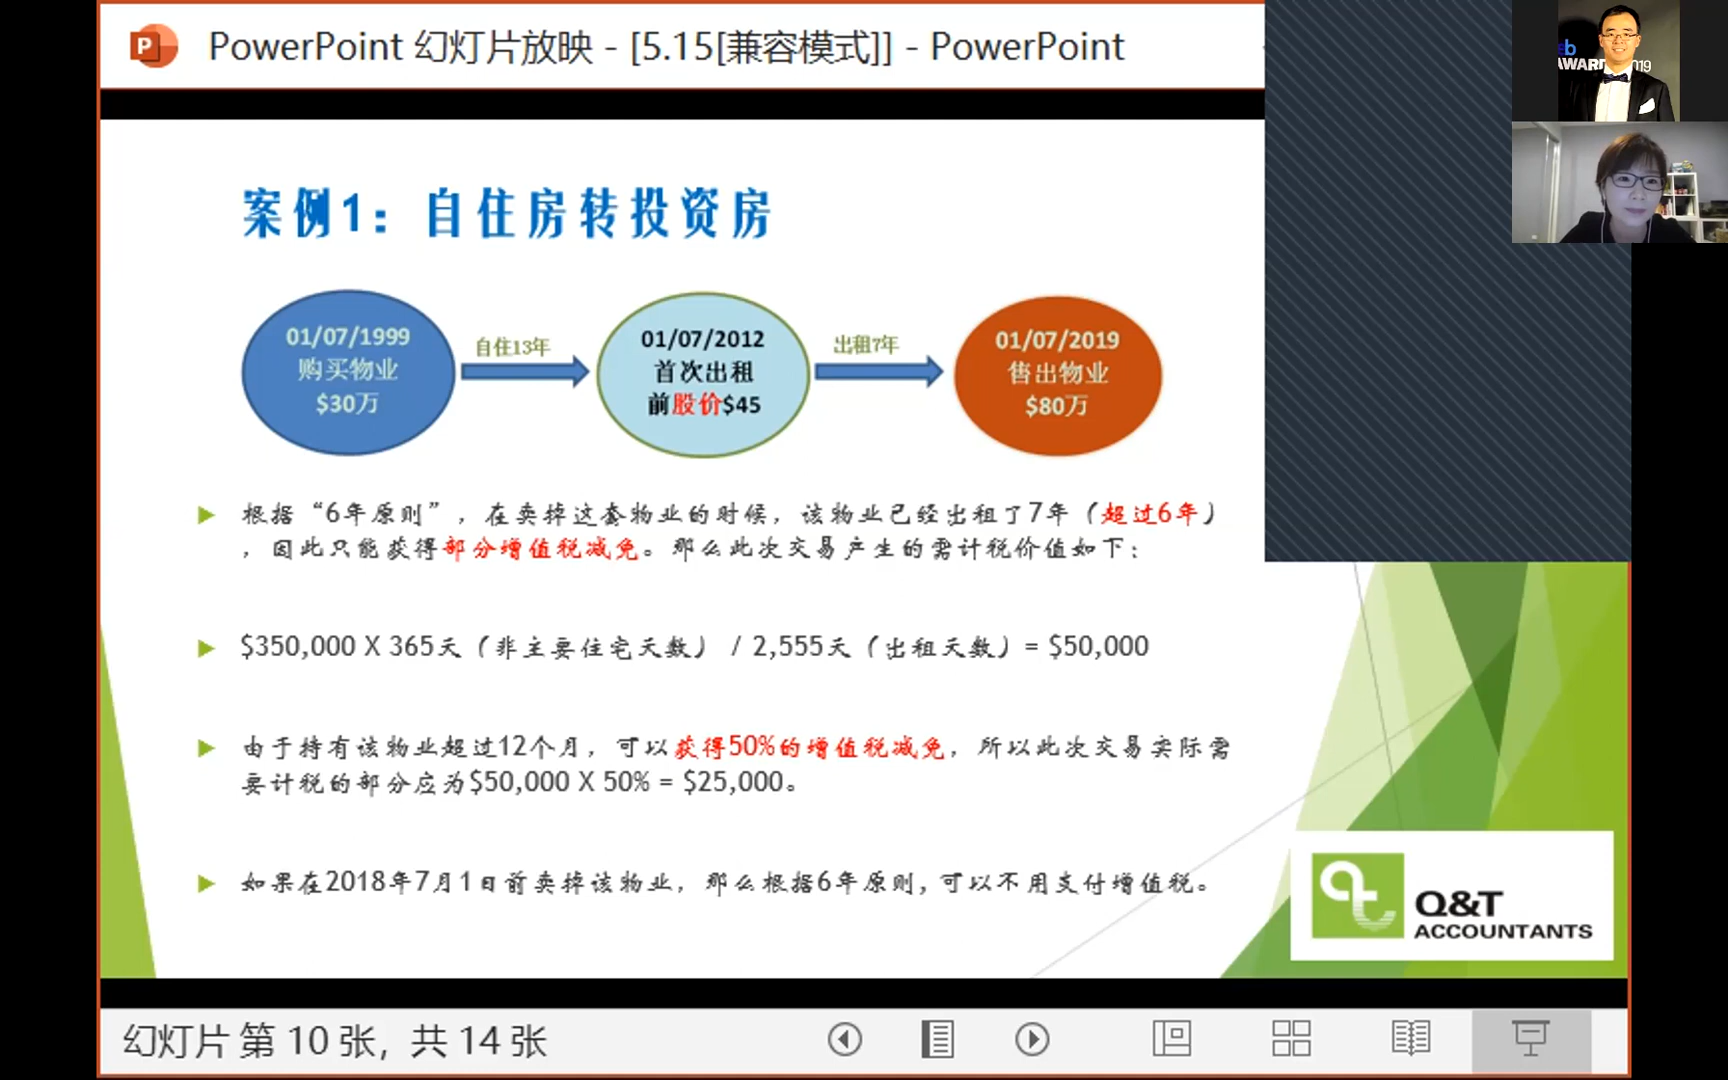 PowerPoint 幻灯片放映 - [5.15[兼容模式]] - PowerPoint
AWARD 2019
案例1：自住房转投资房
01/07/1999
购买物业
$30万
自住13年
01/07/2012
首次出租
前股价$45
出租7年
01/07/2019
售出物业
$80万
根据“6年原则”，在卖掉这套物业的时候，该物业已经出租了7年（超过6年）
，因此只能获得部分增值税减免。那么此次交易产生的需计税价值如下：
$350,000 X 365天（非主要住宅天数） / 2,555天（出租天数）= $50,000
由于持有该物业超过12个月，可以获得50%的增值税减免，所以此次交易实际需
要计税的部分应为$50,000 X 50% = $25,000。
如果在2018年7月1日前卖掉该物业，那么根据6年原则,可以不用支付增值税。
Q&T
ACCOUNTANTS
幻灯片 第 10 张，共 14 张